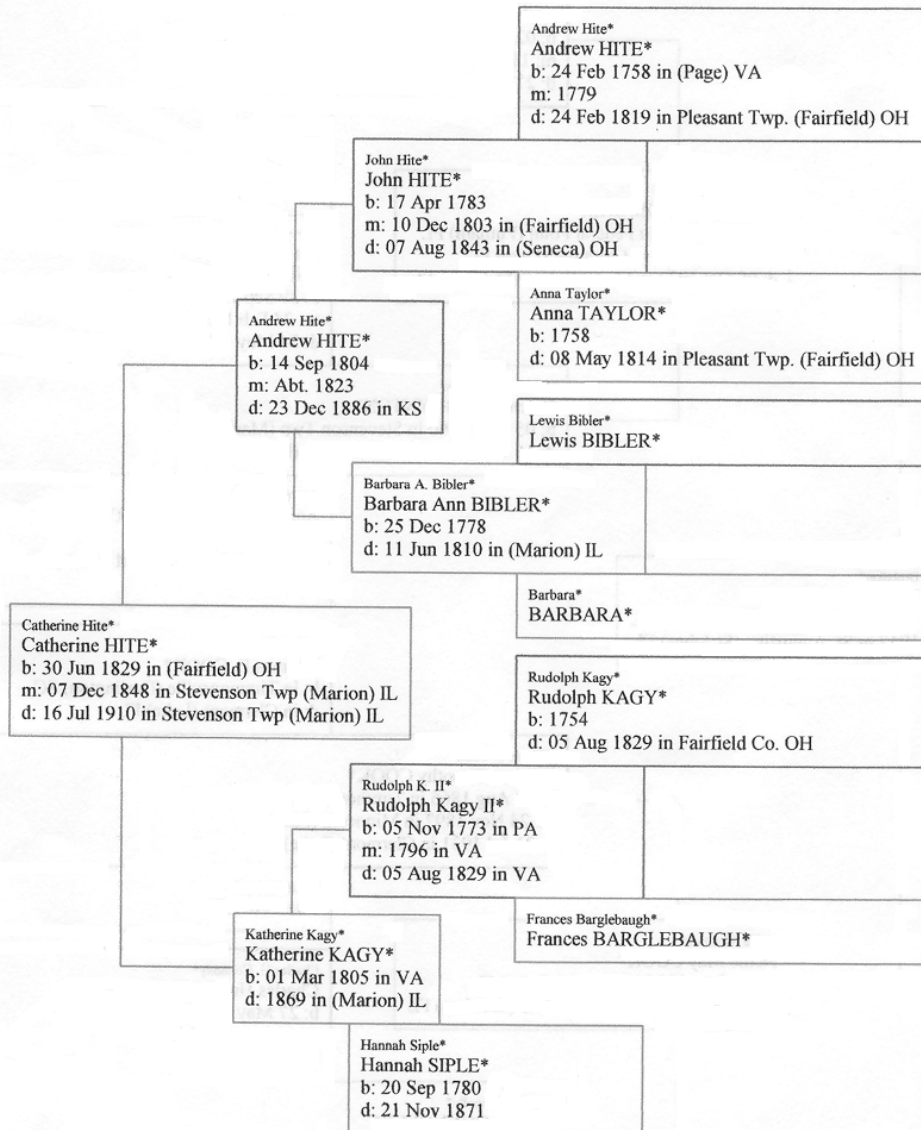 Andrew Hite*
Andrew HITE*
b: 24 Feb 1758 in (Page) VA
m: 1779
d: 24 Feb 1819 in Pleasant Twp. (Fairfield) OH
John Hite*
John HITE*
b: 17 Apr 1783
m: 10 Dec 1803 in (Fairfield) OH
d: 07 Aug 1843 in (Seneca) OH
Anna Taylor*
Anna TAYLOR*
b: 1758
d: 08 May 1814 in Pleasant Twp. (Fairfield) OH
Andrew Hite*
Andrew HITE*
b: 14 Sep 1804
m: Abt. 1823
d: 23 Dec 1886 in KS
Lewis Bibler*
Lewis BIBLER*
Barbara A. Bibler*
Barbara Ann BIBLER*
b: 25 Dec 1778
d: 11 Jun 1810 in (Marion) IL
Barbara*
BARBARA*
Catherine Hite*
Catherine HITE*
b: 30 Jun 1829 in (Fairfield) OH
m: 07 Dec 1848 in Stevenson Twp (Marion) IL
d: 16 Jul 1910 in Stevenson Twp (Marion) IL
Rudolph Kagy*
Rudolph KAGY*
b: 1754
d: 05 Aug 1829 in Fairfield Co. OH
Rudolph K. II*
Rudolph Kagy II*
b: 05 Nov 1773 in PA
m: 1796 in VA
d: 05 Aug 1829 in VA
Frances Barglebaugh*
Frances BARGLEBAUGH*
Katherine Kagy*
Katherine KAGY*
b: 01 Mar 1805 in VA
d: 1869 in (Marion) IL
Hannah Siple*
Hannah SIPLE*
b: 20 Sep 1780
d: 21 Nov 1871